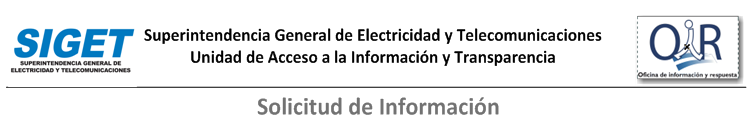 SIGET
SUPERINTENDENCIA GENERAL DE
ELECTRICIDAD Y TELECOMUNICACIONES
Superintendencia General de Electricidad y Telecomunicaciones
Unidad de Acceso a la Información y Transparencia
OIR
Oficina de información y respuesta
Solicitud de Información